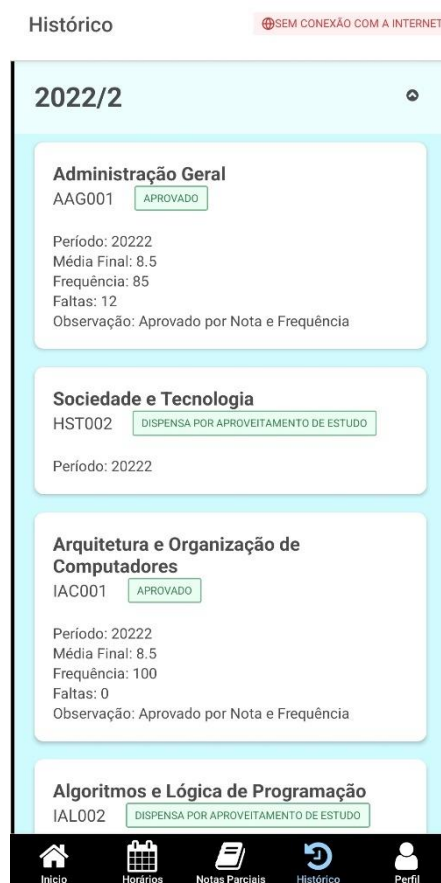 Histórico
SEM CONEXÃO COM A INTERNET
2022/2
Administração Geral
AAG001 APROVADO
Período: 20222
Média Final: 8.5
Frequência: 85
Faltas: 12
Observação: Aprovado por Nota e Frequência
Sociedade e Tecnologia
HST002 DISPENSA POR APROVEITAMENTO DE ESTUDO
Período: 20222
Arquitetura e Organização de
Computadores
IAC001 APROVADO
Período: 20222
Média Final: 8.5
Frequência: 100
Faltas: 0
Observação: Aprovado por Nota e Frequência
Algoritmos e Lógica de Programação
IAL002 DISPENSA POR APROVEITAMENTO DE ESTUDO
Início Horários Notas Parciais Histórico Perfil